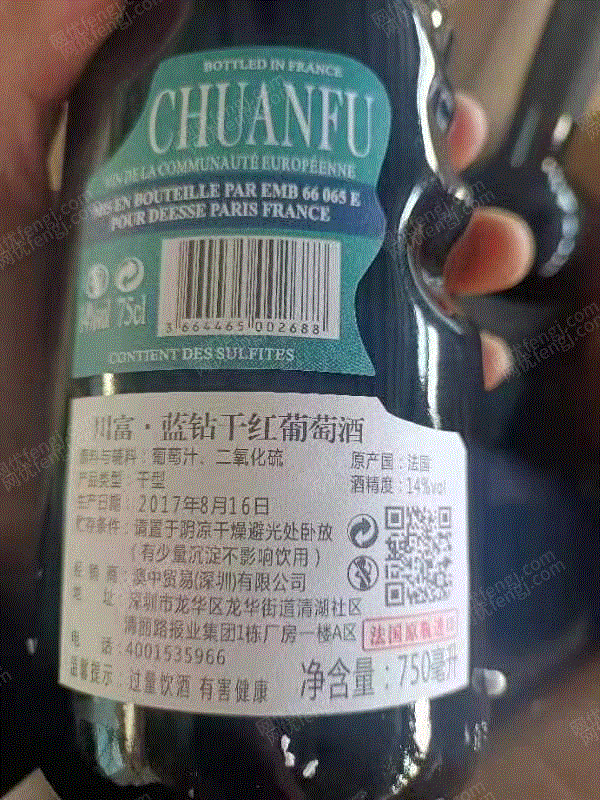 BOTTLED IN FRANCE
CHUANFU
VIN DE LA COMMUNAUTÉ EUROPÉENNE
MIS EN BOUTEILLE PAR EMB 66 065 E
POUR DEESSE PARIS FRANCE
75cl
3 664465 002688
CONTIENT DES SULFITES
川富·蓝钻干红葡萄酒
原料与辅料：葡萄汁、二氧化硫
原产国：法国
产品类型：干型
酒精度：14%vol
生产日期：2017年8月16日
贮存条件：请置于阴凉干燥避光处卧放
（有少量沉淀不影响饮用）
经销商：澳中贸易(深圳)有限公司
地址：深圳市龙华区龙华街道清湖社区
清前路报业集团1栋厂房一楼A区
法国原瓶进口
电话：4001535966
温馨提示：过量饮酒 有害健康
净含量：750毫升